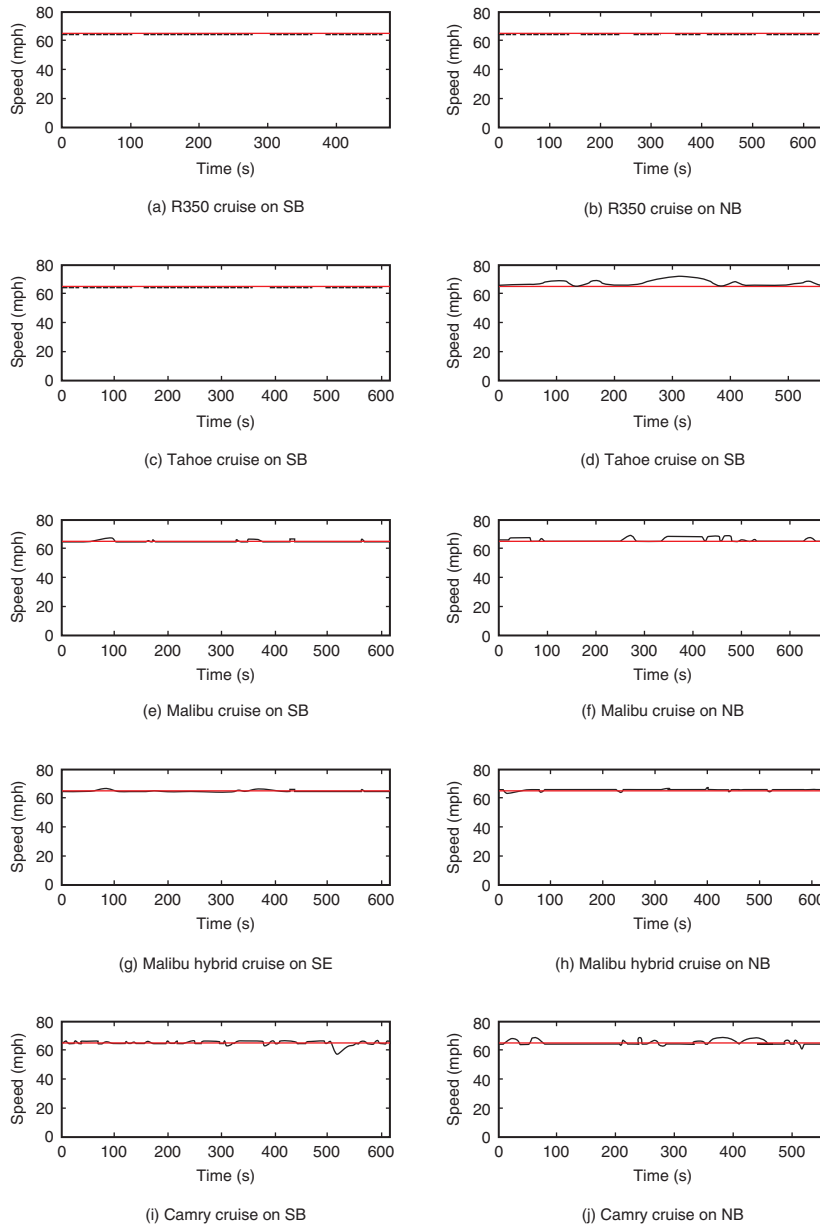 80
60
40
20
0
Speed (mph)
0 100 200 300 400
Time (s)
(a) R350 cruise on SB
80
60
40
20
0
Speed (mph)
0 100 200 300 400 500 600
Time (s)
(b) R350 cruise on NB
80
60
40
20
0
Speed (mph)
0 100 200 300 400 500 600
Time (s)
(c) Tahoe cruise on SB
80
60
40
20
0
Speed (mph)
0 100 200 300 400 500
Time (s)
(d) Tahoe cruise on SB
80
60
40
20
0
Speed (mph)
0 100 200 300 400 500 600
Time (s)
(e) Malibu cruise on SB
80
60
40
20
0
Speed (mph)
0 100 200 300 400 500 600
Time (s)
(f) Malibu cruise on NB
80
60
40
20
0
Speed (mph)
0 100 200 300 400 500 600
Time (s)
(g) Malibu hybrid cruise on SE
80
60
40
20
0
Speed (mph)
0 100 200 300 400 500 600
Time (s)
(h) Malibu hybrid cruise on NB
80
60
40
20
0
Speed (mph)
0 100 200 300 400 500 600
Time (s)
(i) Camry cruise on SB
80
60
40
20
0
Speed (mph)
0 100 200 300 400 500
Time (s)
(j) Camry cruise on NB